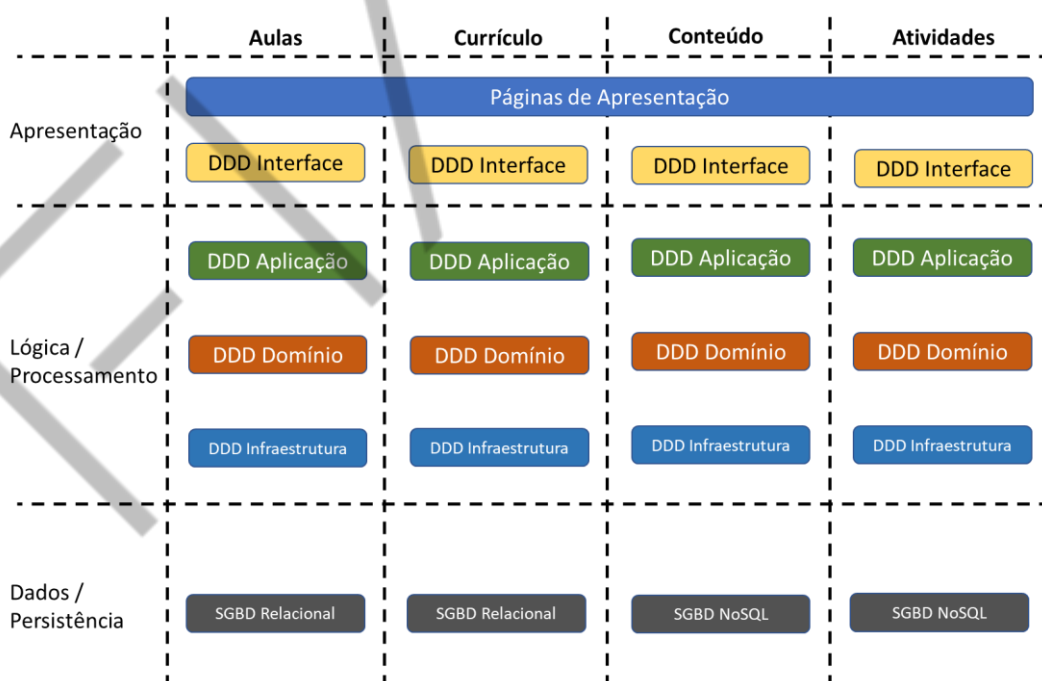 Aulas
Currículo
Conteúdo
Atividades
Páginas de Apresentação
Apresentação
DDD Interface
DDD Interface
DDD Interface
DDD Interface
DDD Aplicação
DDD Aplicação
DDD Aplicação
DDD Aplicação
Lógica /
Processamento
DDD Domínio
DDD Domínio
DDD Domínio
DDD Domínio
DDD Infraestrutura
DDD Infraestrutura
DDD Infraestrutura
DDD Infraestrutura
Dados /
Persistência
SGBD Relacional
SGBD Relacional
SGBD NoSQL
SGBD NoSQL